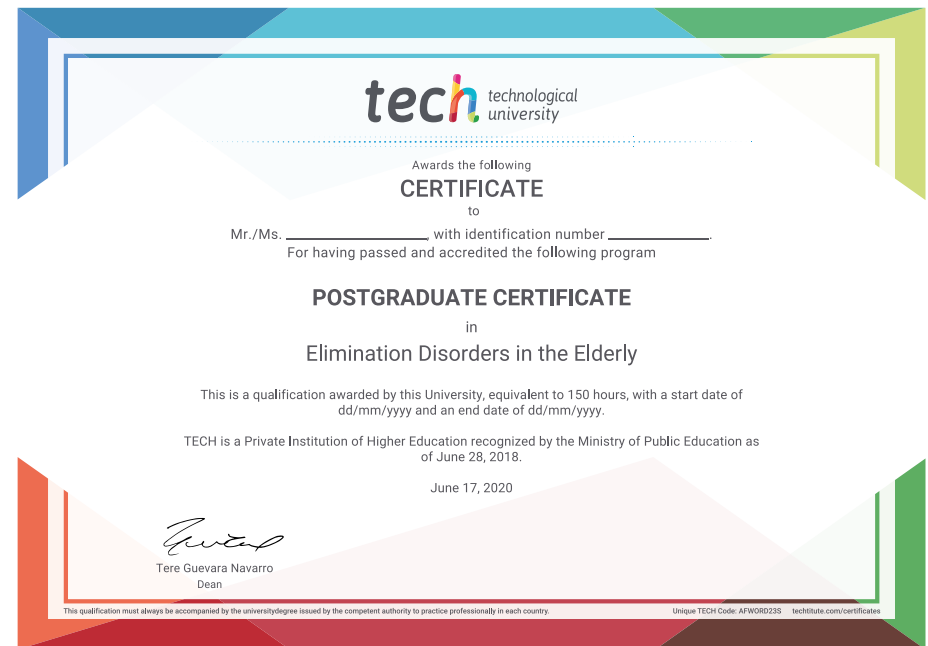 tech technological
university
Awards the following
CERTIFICATE
to
Mr./Ms. ____________________, with identification number ______________.
For having passed and accredited the following program
POSTGRADUATE CERTIFICATE
in
Elimination Disorders in the Elderly
This is a qualification awarded by this University, equivalent to 150 hours, with a start date of
dd/mm/yyyy and an end date of dd/mm/yyyy.
TECH is a Private Institution of Higher Education recognized by the Ministry of Public Education as
of June 28, 2018.
June 17, 2020
Tere Guevara Navarro
Dean
This qualification must always be accompanied by the universitydegree issued by the competent authority to practice professionally in each country. Unique TECH Code: AFWORD23S techtitute.com/certificates